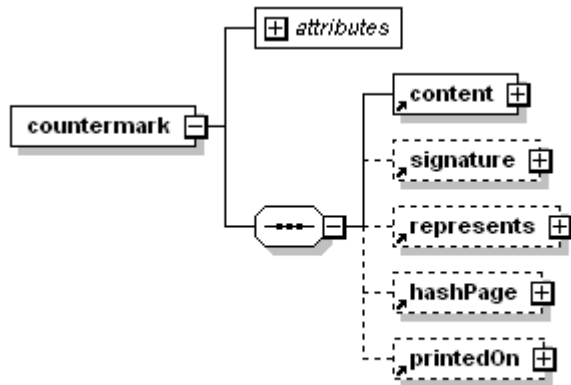 attributes
countermark
content
signature
represents
hashPage
printedOn